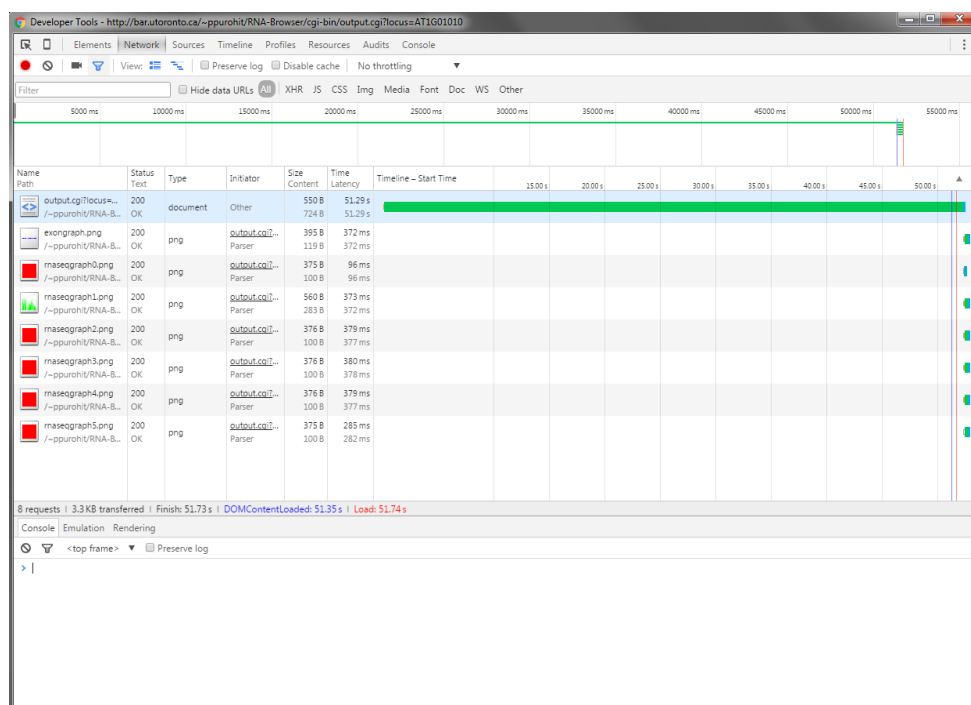 Developer Tools - http://bar.utoronto.ca/~ppurohit/RNA-Browser/cgi-bin/output.cgi?locus=AT1G01010
Elements Network Sources Timeline Profiles Resources Audits Console
View: Preserve log Disable cache No throttling ▼
Filter Hide data URLs All XHR JS CSS Img Media Font Doc WS Other
5000 ms 10000 ms 15000 ms 20000 ms 25000 ms 30000 ms 35000 ms 40000 ms 45000 ms 50000 ms 55000 ms
Name Status Type Initiator Size Time Timeline – Start Time
Path Text Content Latency 15.00 s 20.00 s 25.00 s 30.00 s 35.00 s 40.00 s 45.00 s 50.00 s
output.cgi?locus=... 200 document Other 550 B 51.29 s
/~ppurohit/RNA-B... OK 724 B 51.29 s
exongraph.png 200 png output.cgi?... 395 B 372 ms
/~ppurohit/RNA-B... OK Parser 119 B 372 ms
rnaseqgraph0.png 200 png output.cgi?... 375 B 96 ms
/~ppurohit/RNA-B... OK Parser 100 B 96 ms
rnaseqgraph1.png 200 png output.cgi?... 560 B 373 ms
/~ppurohit/RNA-B... OK Parser 283 B 372 ms
rnaseqgraph2.png 200 png output.cgi?... 376 B 379 ms
/~ppurohit/RNA-B... OK Parser 100 B 377 ms
rnaseqgraph3.png 200 png output.cgi?... 376 B 380 ms
/~ppurohit/RNA-B... OK Parser 100 B 378 ms
rnaseqgraph4.png 200 png output.cgi?... 376 B 379 ms
/~ppurohit/RNA-B... OK Parser 100 B 377 ms
rnaseqgraph5.png 200 png output.cgi?... 375 B 285 ms
/~ppurohit/RNA-B... OK Parser 100 B 282 ms
8 requests | 3.3 KB transferred | Finish: 51.73 s | DOMContentLoaded: 51.35 s | Load: 51.74 s
Console Emulation Rendering
<top frame> ▼ Preserve log
>